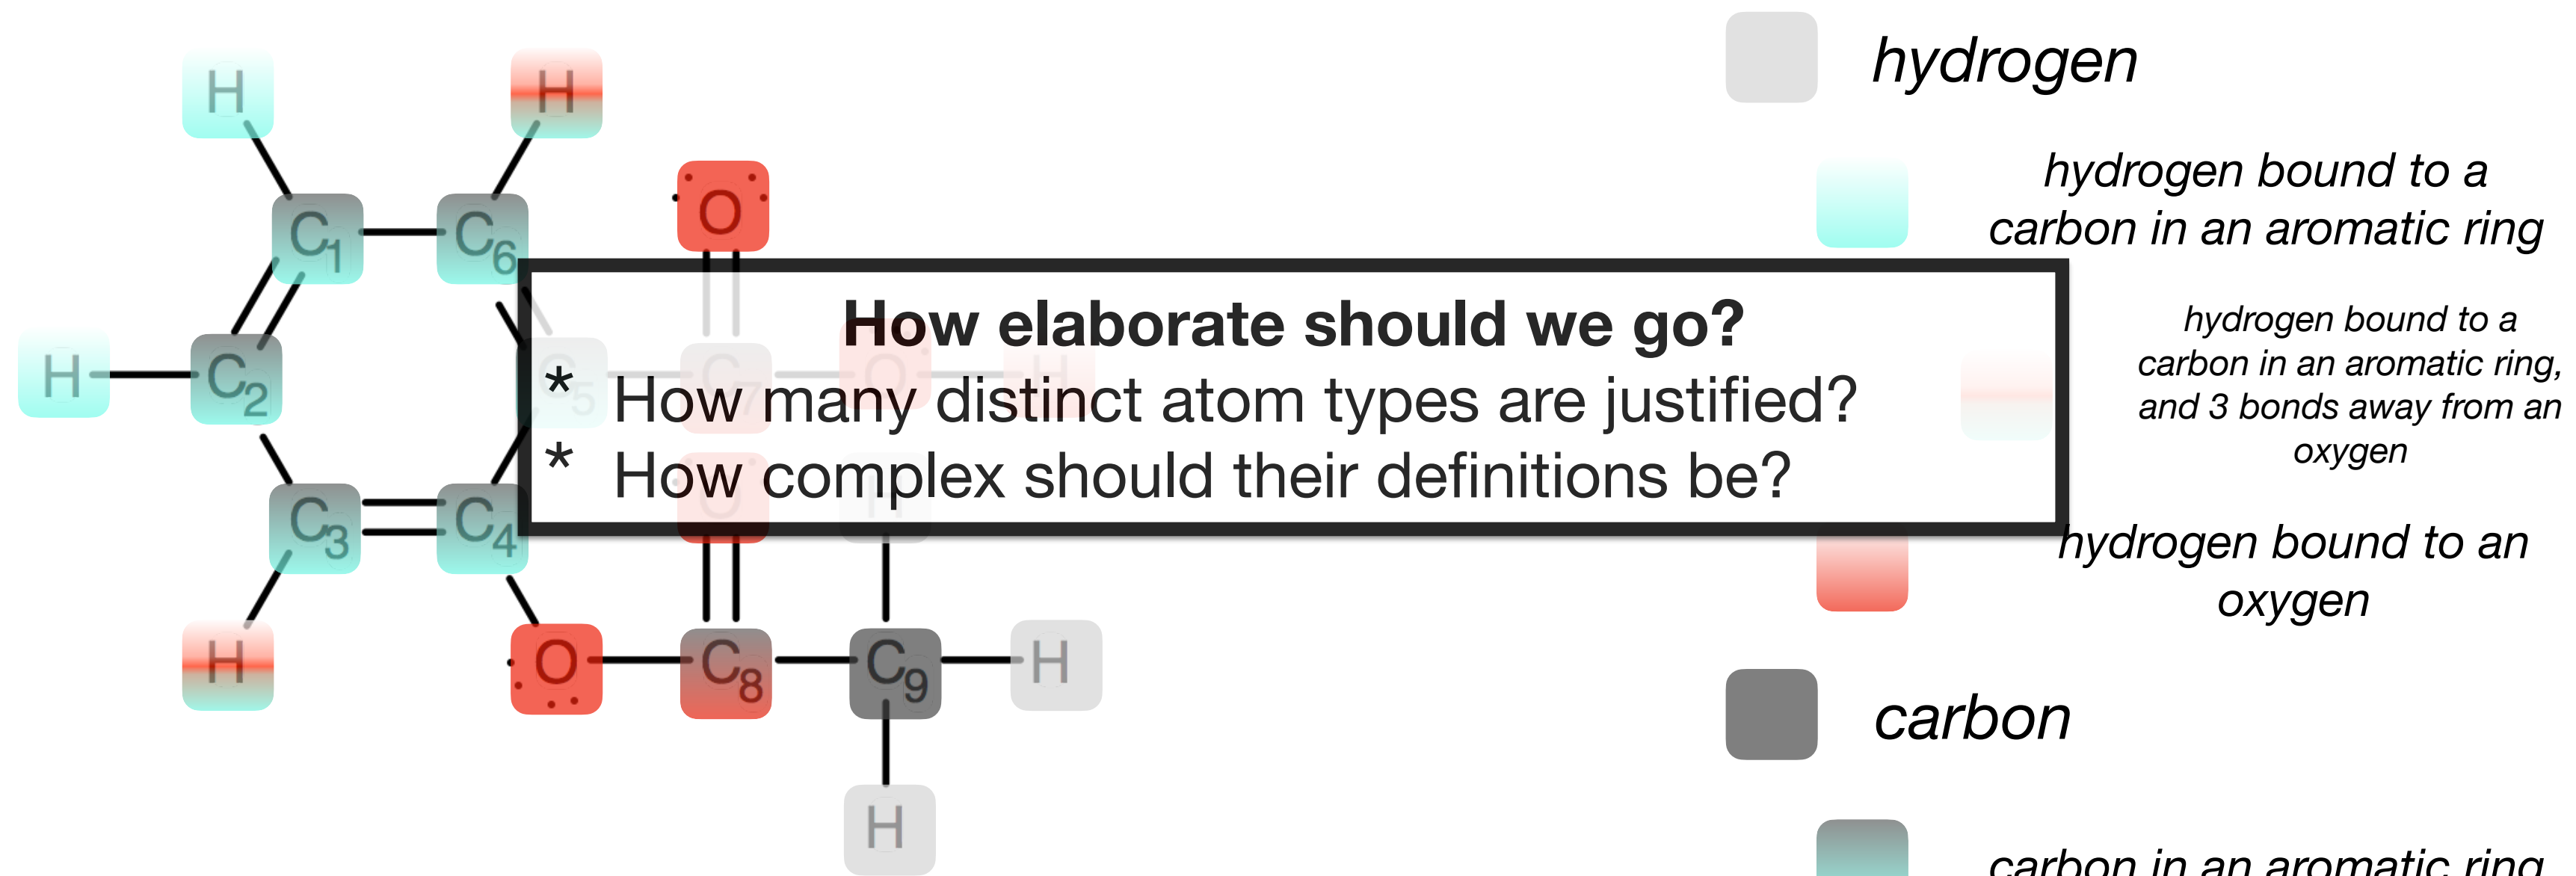 H
H
hydrogen
O
hydrogen bound to a
carbon in an aromatic ring
C1
C6
How elaborate should we go?
* How many distinct atom types are justified?
* How complex should their definitions be?
hydrogen bound to a
carbon in an aromatic ring,
and 3 bonds away from an
oxygen
H
C2
C5
C7
O
H
O
H
C3
C4
hydrogen bound to an
oxygen
H
O
C8
C9
H
carbon
H
carbon in an aromatic ring